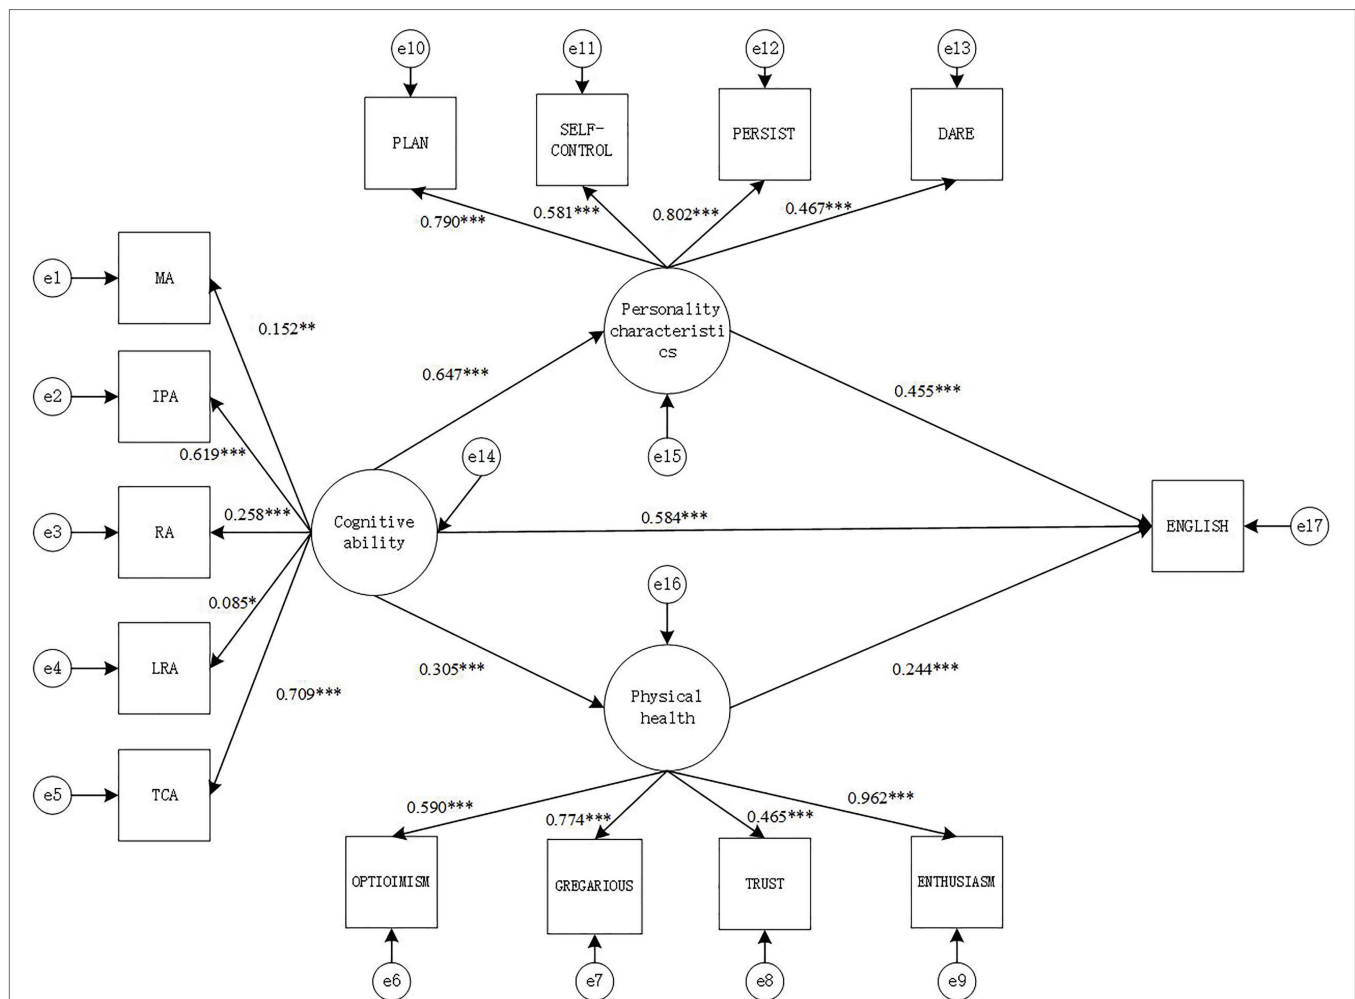 e10
e11
e12
e13
PLAN
SELF-
CONTROL
PERSIST
DARE
0.790***
0.581***
0.802***
0.467***
e1
MA
0.152**
Personality
characteristi
cs
e2
IPA
0.647***
0.455***
0.619***
e14
e15
e3
RA
0.258***
Cognitive
ability
0.584***
ENGLISH
e17
e16
0.085*
e4
LRA
0.305***
0.244***
0.709***
Physical
health
e5
TCA
0.590***
0.774***
0.465***
0.962***
OPTIOIMISM
GREGARIOUS
TRUST
ENTHUSIASM
e6
e7
e8
e9